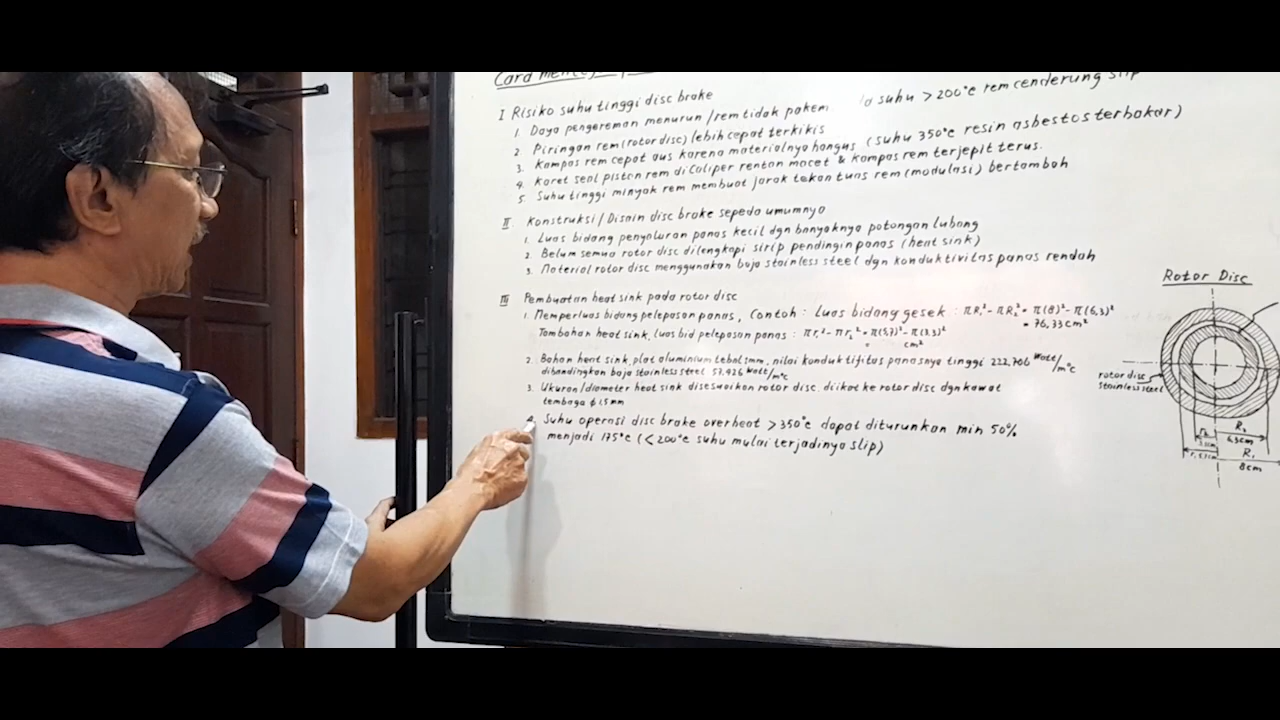 Cara
I Risiko suhu tinggi disc brake
1. Daya pengereman menurun / rem tidak pakem suhu > 200°c rem cenderung slip
2. Piringan rem (rotor disc) lebih cepat terkikis
3. Kampas rem cepat aus karena materialnya hangus (suhu 350°c resin asbestos terbakar)
4. Karet seal piston rem di caliper rentan macet & kampas rem terjepit terus.
5. Suhu tinggi minyak rem membuat jarak tekan tuas rem (modulasi) bertambah
II Konstruksi / Disain disc brake sepeda umumnya
1. Luas bidang penyaluran panas kecil dgn banyaknya potongan lubang
2. Belum semua rotor disc dilengkapi sirip pendingin panas (heat sink)
3. Material rotor disc menggunakan baja stainless steel dgn konduktivitas panas rendah
III Pembuatan heat sink pada rotor disc
1. Memperluas bidang pelepasan panas, Contoh : Luas bidang gesek : πR₁² - πR₂² = π(8)² - π(6,3)²
= 76,33 cm²
Tambahan heat sink, luas bid pelepasan panas : πr₁² - πr₂² = π(5,7)² - π(3,3)²
= cm²
2. Bahan heat sink plat aluminium tebal 1mm, nilai konduktifitas panasnya tinggi 222,706 Watt/m°c
dibandingkan baja stainless steel 57,926 Watt/m°c
3. Ukuran/diameter heat sink disesuaikan rotor disc. diikat ke rotor disc dgn kawat
tembaga ϕ 1,5 mm
4. Suhu operasi disc brake overheat > 350°c dapat diturunkan min 50%
menjadi 175°c (< 200°c suhu mulai terjadinya slip)
Rotor Disc
rotor disc
stainless steel
r₂
R₂
6,3cm
R₁
8cm